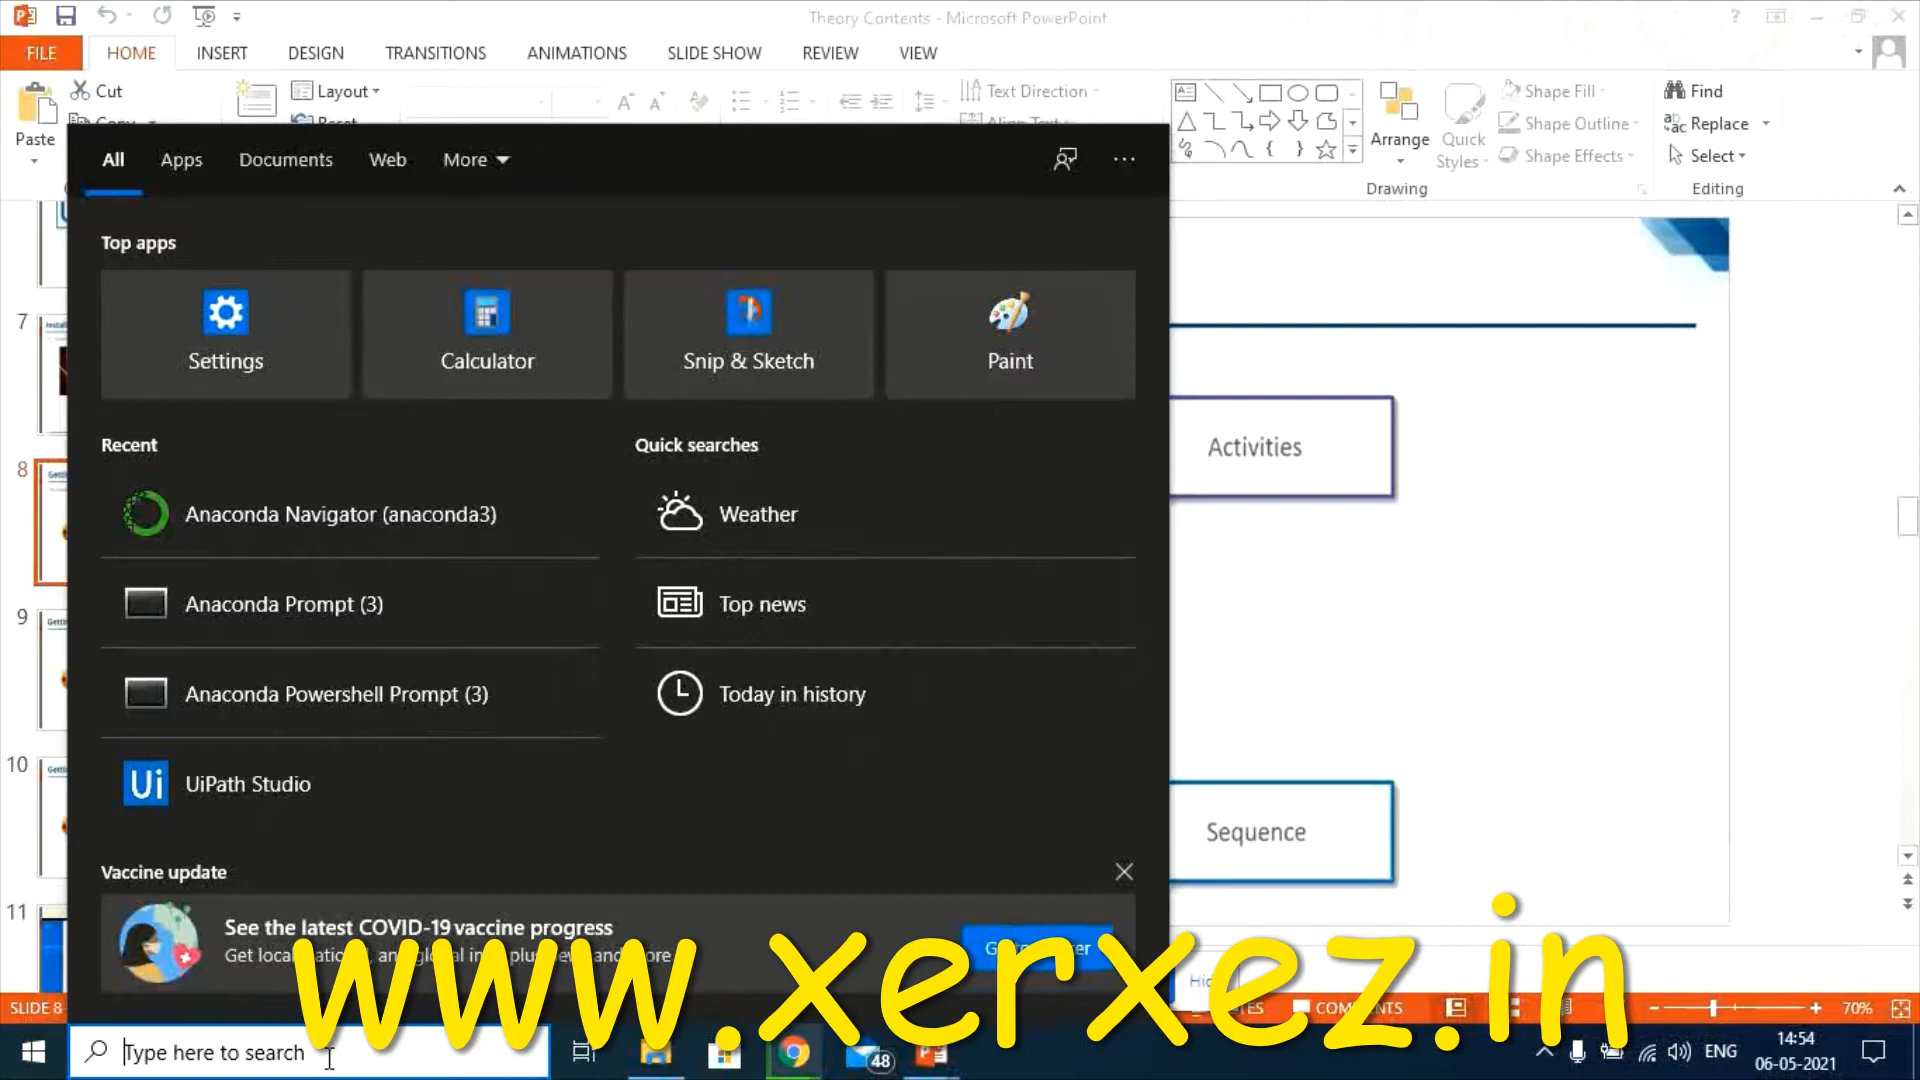 Theory Contents - Microsoft PowerPoint
FILE HOME INSERT DESIGN TRANSITIONS ANIMATIONS SLIDE SHOW REVIEW VIEW
Paste
Cut
Layout
Text Direction
Arrange
Quick
Styles
Shape Fill
Shape Outline
Shape Effects
Drawing
Find
Replace
Select
Editing
All Apps Documents Web More
Top apps
Settings Calculator Snip & Sketch Paint
Recent
Anaconda Navigator (anaconda3)
Anaconda Prompt (3)
Anaconda Powershell Prompt (3)
Ui UiPath Studio
Quick searches
Weather
Top news
Today in history
Vaccine update
See the latest COVID-19 vaccine progress
7
8
9
10
11
Activities
Sequence
www.xerxez.in
SLIDE 8
COMMENTS
70%
Type here to search
48
ENG
14:54
06-05-2021